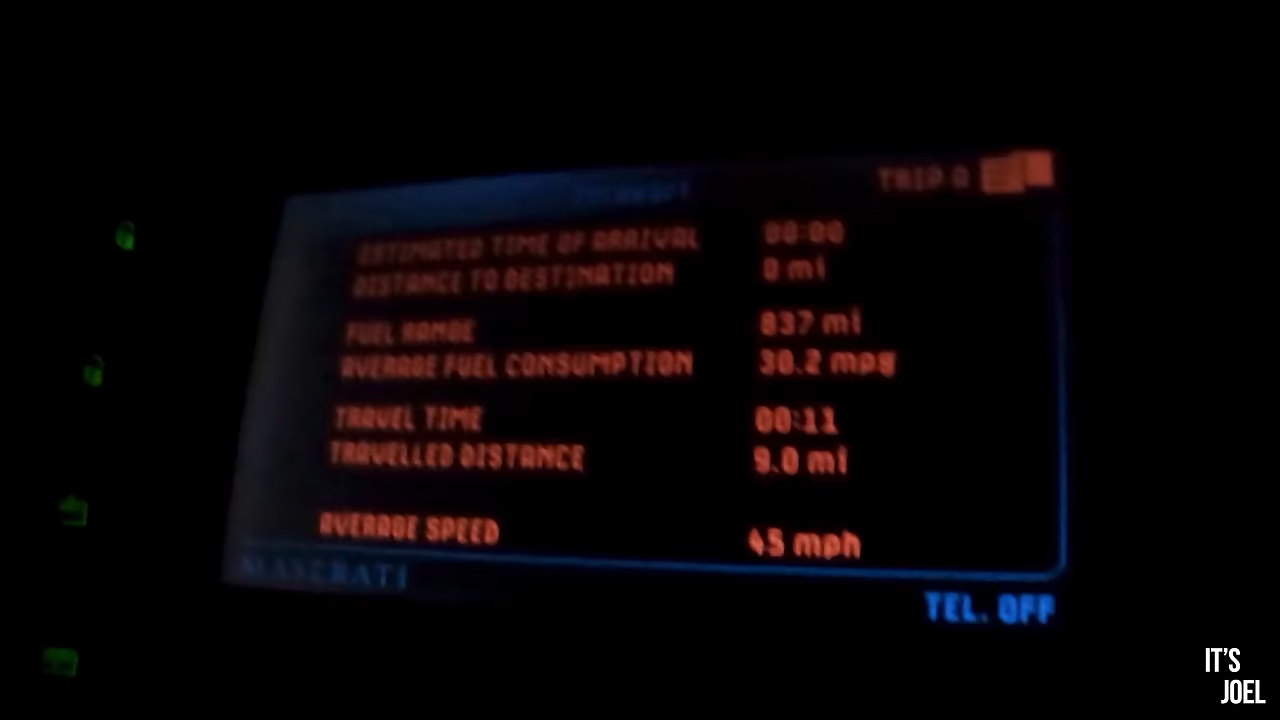 TRIP A
ESTIMATED TIME OF ARRIVAL 00:00
DISTANCE TO DESTINATION 0 mi
FUEL RANGE 837 mi
AVERAGE FUEL CONSUMPTION 30.2 mpg
TRAVEL TIME 00:11
TRAVELLED DISTANCE 9.0 mi
AVERAGE SPEED 45 mph
MASERATI
TEL. OFF
IT'S
JOEL